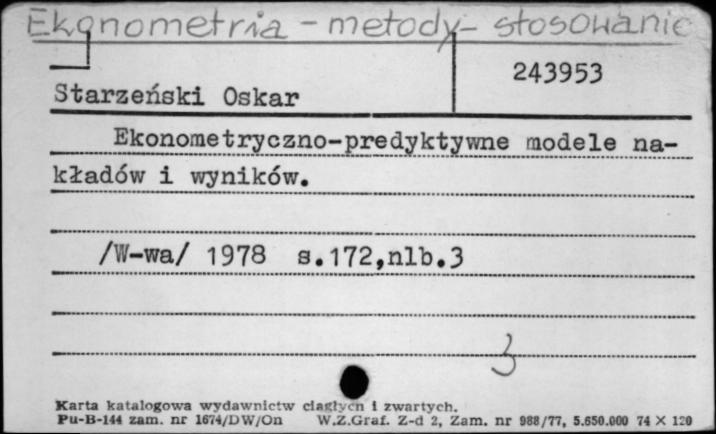 Ekonometria - metody - stosowanie
243953
Starzeński Oskar
Ekonometryczno-predyktywne modele na-
kładów i wyników.
/W-wa/ 1978 s.172,nlb.3
3
Karta katalogowa wydawnictw ciągłych i zwartych.
Pu-B-144 zam. nr 1674/DW/On W.Z.Graf. Z-d 2, Zam. nr 988/77, 5.650.000 74 X 120